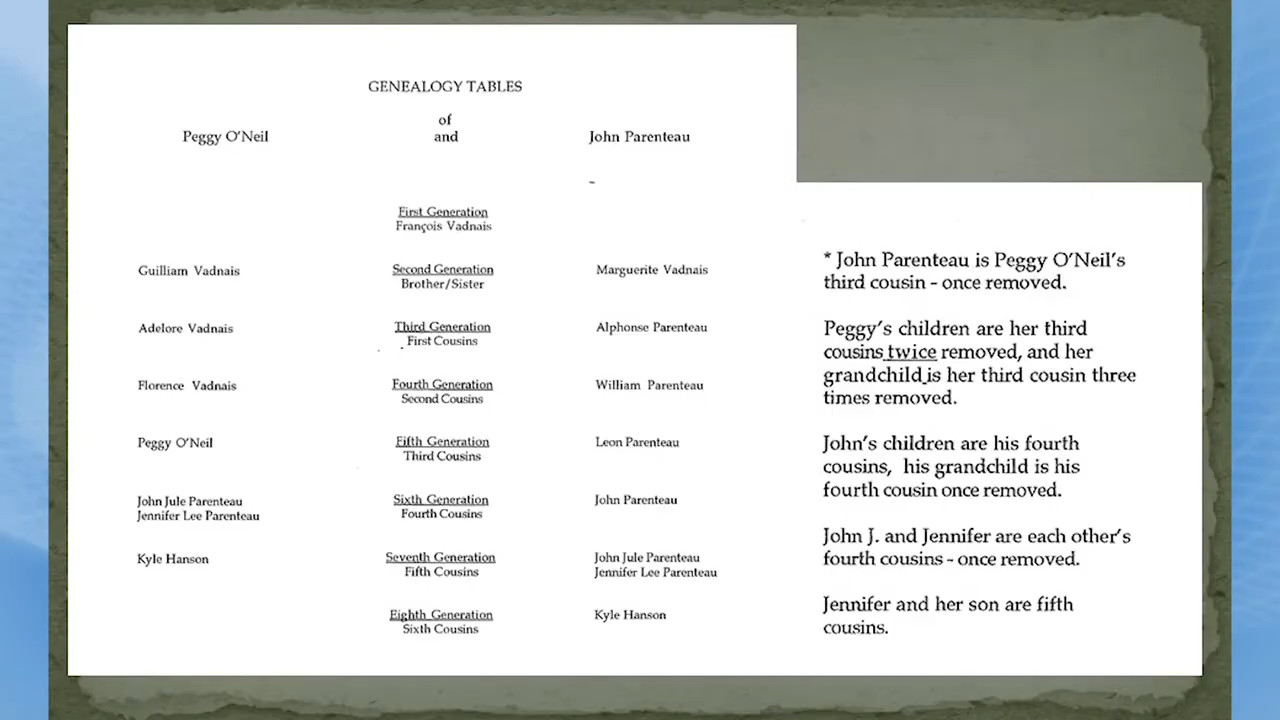 GENEALOGY TABLES
of
Peggy O'Neil and John Parenteau
First Generation
François Vadnais
Guilliam Vadnais Second Generation Marguerite Vadnais
Brother/Sister
Adelore Vadnais Third Generation Alphonse Parenteau
First Cousins
Florence Vadnais Fourth Generation William Parenteau
Second Cousins
Peggy O'Neil Fifth Generation Leon Parenteau
Third Cousins
John Jule Parenteau Sixth Generation John Parenteau
Jennifer Lee Parenteau Fourth Cousins
Kyle Hanson Seventh Generation John Jule Parenteau
Fifth Cousins Jennifer Lee Parenteau
Eighth Generation Kyle Hanson
Sixth Cousins
* John Parenteau is Peggy O'Neil's
third cousin - once removed.
Peggy's children are her third
cousins twice removed, and her
grandchild is her third cousin three
times removed.
John's children are his fourth
cousins, his grandchild is his
fourth cousin once removed.
John J. and Jennifer are each other's
fourth cousins - once removed.
Jennifer and her son are fifth
cousins.